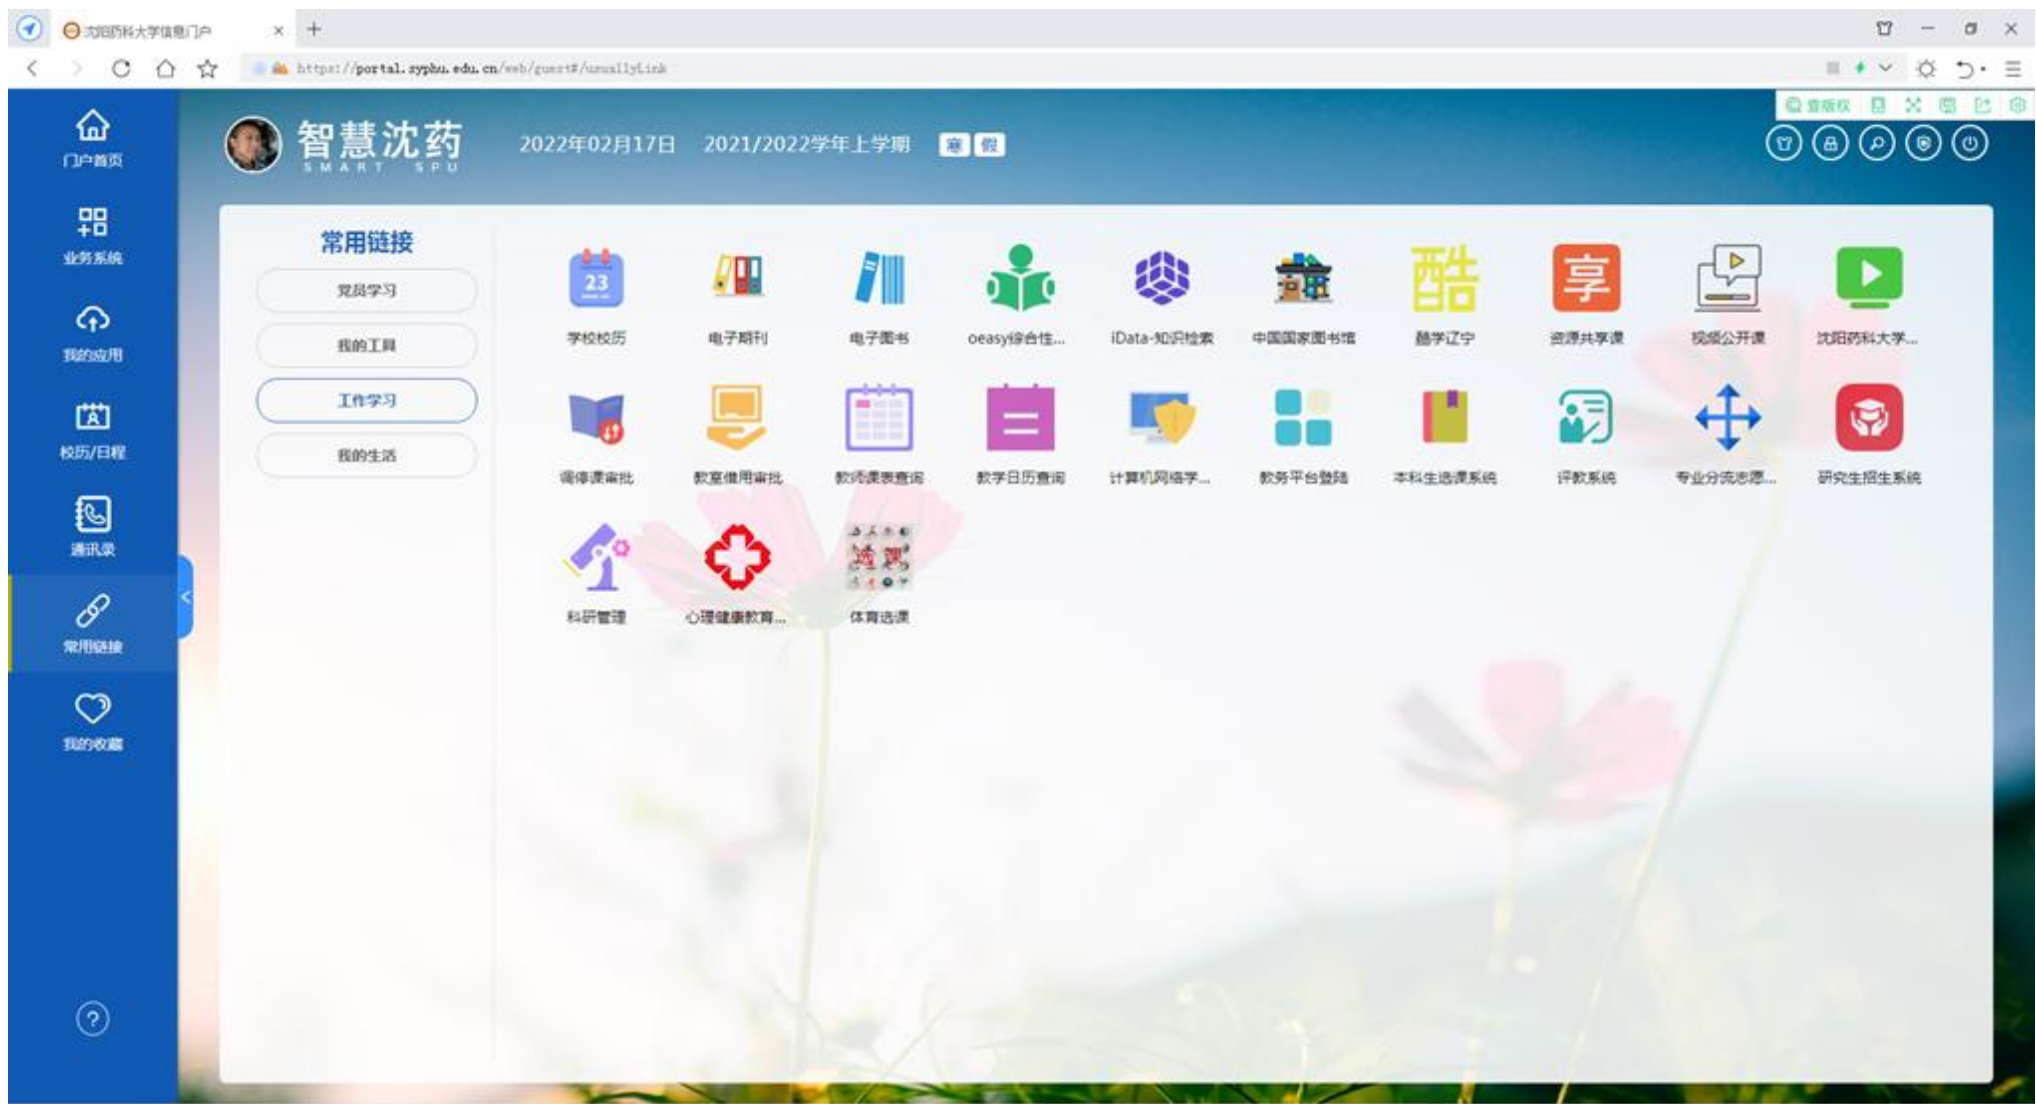 沈阳药科大学信息门户
https://portal.syphu.edu.cn/web/guest#/usuallyLink
查版权
门户首页
业务系统
我的应用
校历/日程
通讯录
常用链接
我的收藏
智慧沈药
SMART SPU
2022年02月17日 2021/2022学年上学期 寒 假
常用链接
党员学习
我的工具
工作学习
我的生活
23
学校校历 电子期刊 电子图书 oeasy综合性... iData-知识检索 中国国家图书馆 酷学辽宁 资源共享课 视频公开课 沈阳药科大学...
酷 享
调停课审批 教室借用审批 教师课表查询 教学日历查询 计算机网络学... 教务平台登陆 本科生选课系统 评教系统 专业分流志愿... 研究生招生系统
选课
科研管理 心理健康教育... 体育选课